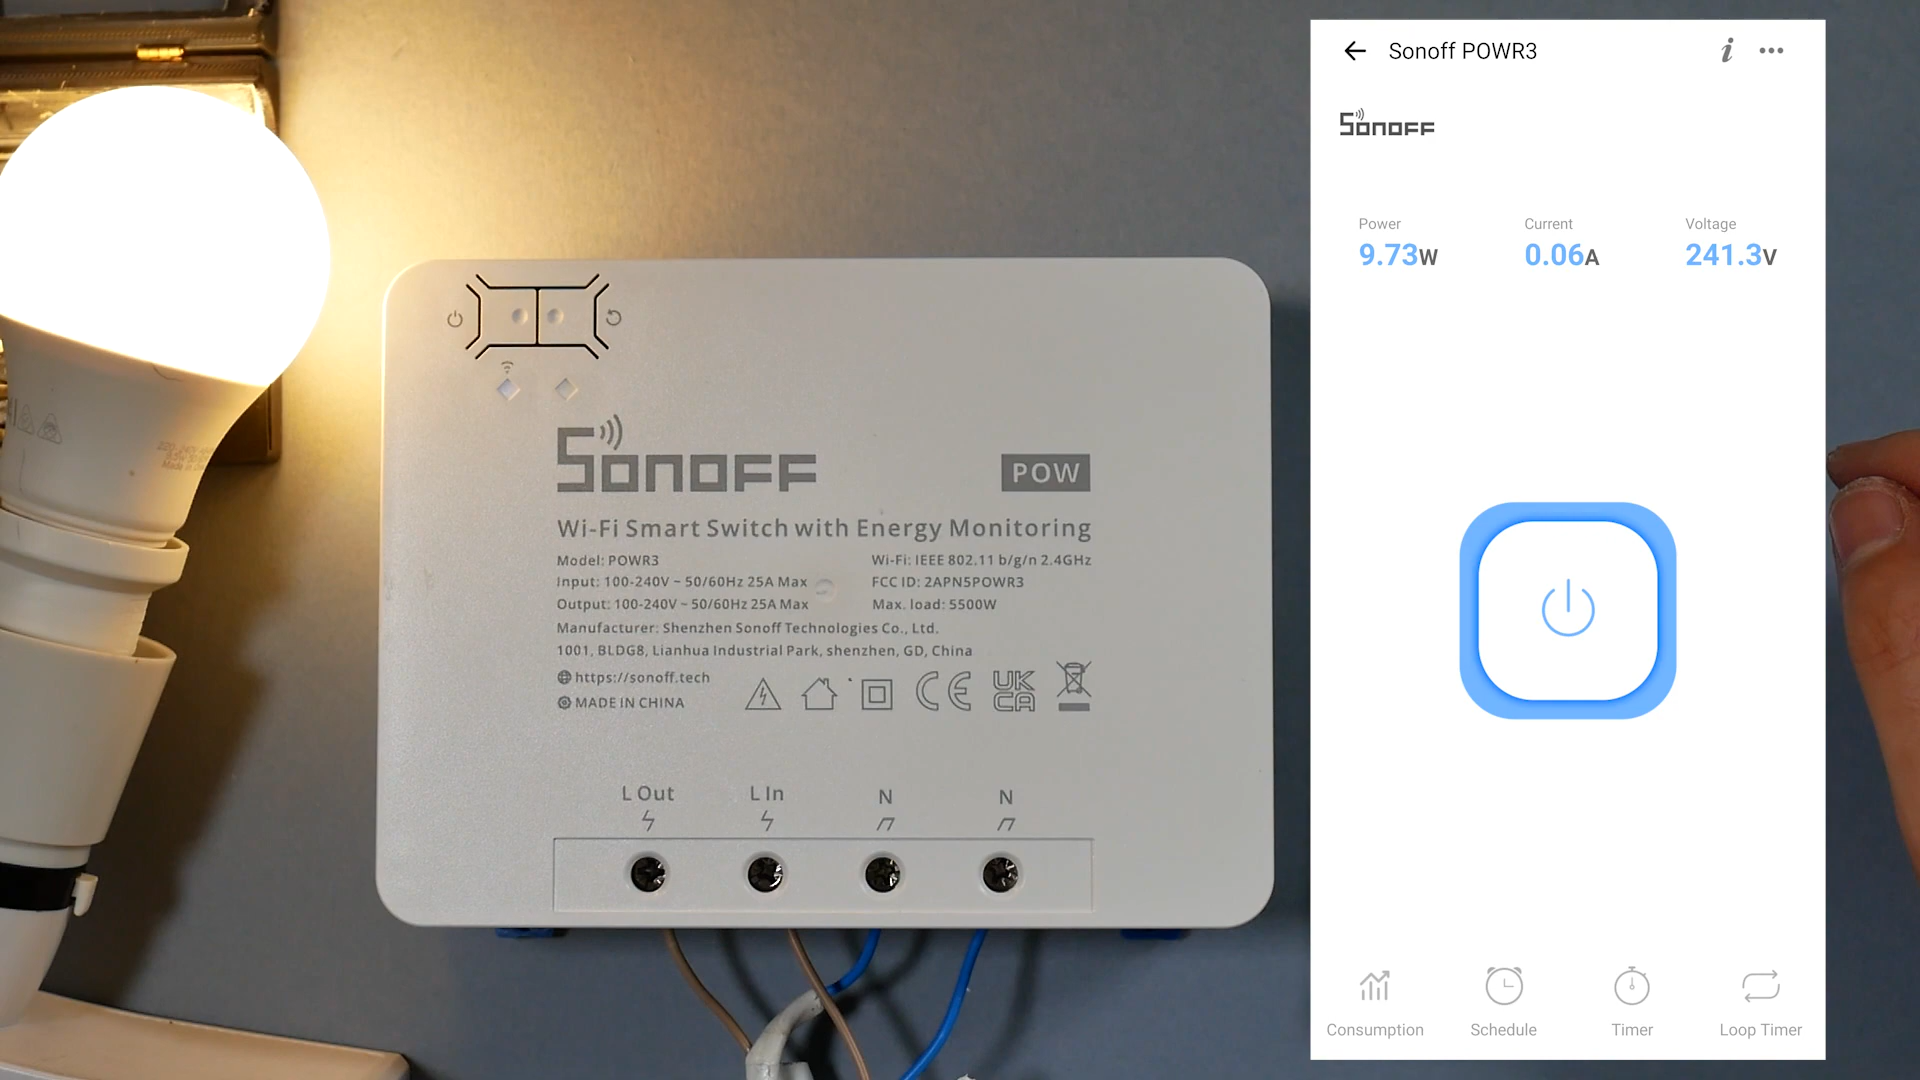 SONOFF
POW
Wi-Fi Smart Switch with Energy Monitoring
Model: POWR3
Wi-Fi: IEEE 802.11 b/g/n 2.4GHz
Input: 100-240V ~ 50/60Hz 25A Max
FCC ID: 2APN5POWR3
Output: 100-240V ~ 50/60Hz 25A Max
Max. load: 5500W
Manufacturer: Shenzhen Sonoff Technologies Co., Ltd.
1001, BLDG8, Lianhua Industrial Park, shenzhen, GD, China
https://sonoff.tech
MADE IN CHINA
CE
UK
CA
L Out
L In
N
N
Sonoff POWR3
i
SONOFF
Power
Current
Voltage
9.73W
0.06A
241.3V
Consumption
Schedule
Timer
Loop Timer